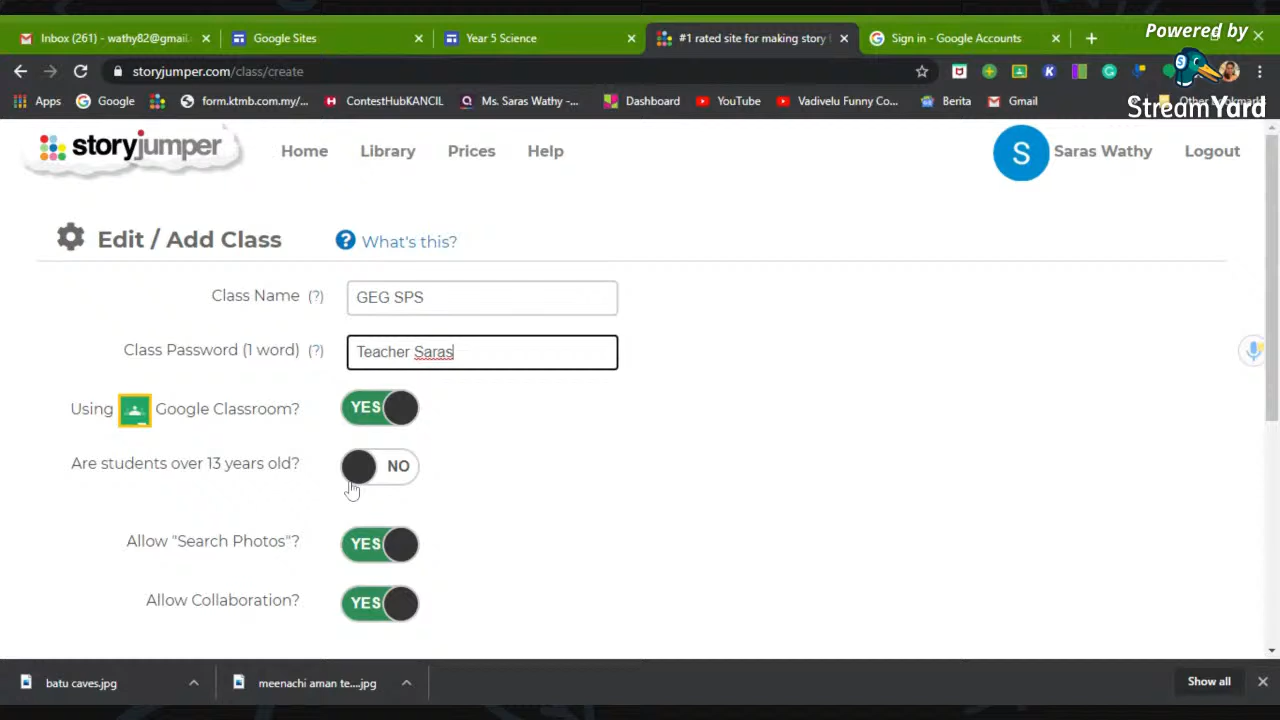 Powered by
StreamYard
Inbox (261) - wathy82@gmail.
Google Sites
Year 5 Science
#1 rated site for making story
Sign in - Google Accounts
storyjumper.com/class/create
Apps
Google
form.ktmb.com.my/...
ContestHubKANCIL
Ms. Saras Wathy -...
Dashboard
YouTube
Vadivelu Funny Co...
Berita
Gmail
Other bookmarks
storyjumper
Home
Library
Prices
Help
S
Saras Wathy
Logout
Edit / Add Class
? What's this?
Class Name (?)
GEG SPS
Class Password (1 word) (?)
Teacher Saras
Using Google Classroom?
YES
Are students over 13 years old?
NO
Allow "Search Photos"?
YES
Allow Collaboration?
YES
batu caves.jpg
meenachi aman te....jpg
Show all